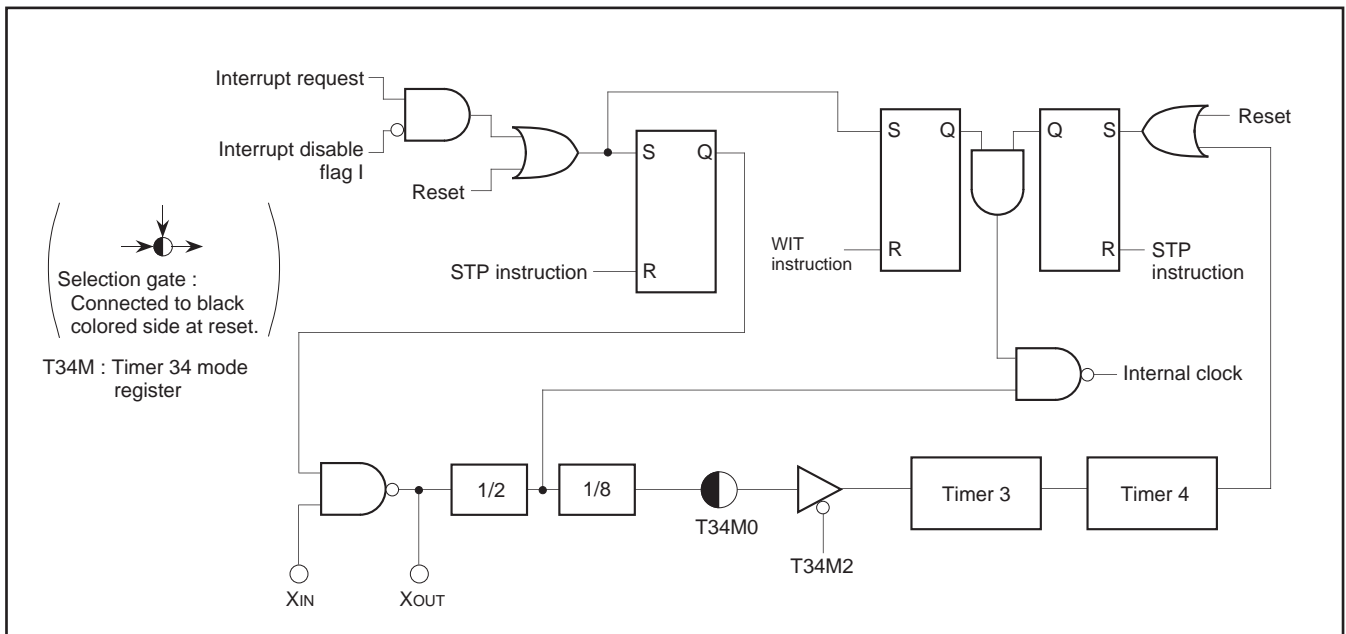 Interrupt request
Interrupt disable
flag I
Reset
S
Q
R
STP instruction
S
Q
R
WIT
instruction
Q
S
R
STP
instruction
Reset
Selection gate :
Connected to black
colored side at reset.
T34M : Timer 34 mode
register
Internal clock
1/2
1/8
T34M0
T34M2
Timer 3
Timer 4
XIN
XOUT